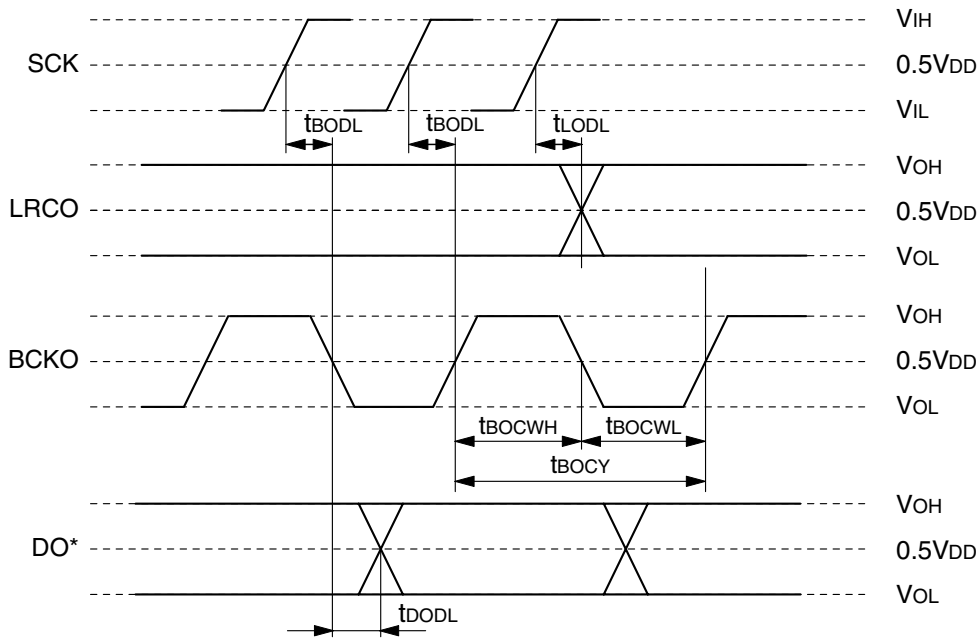 VIH
SCK
0.5VDD
VIL
tBODL
tBODL
tLODL
VOH
LRCO
0.5VDD
VOL
VOH
BCKO
0.5VDD
VOL
tBOCWH
tBOCWL
tBOCY
VOH
DO*
0.5VDD
VOL
tDODL